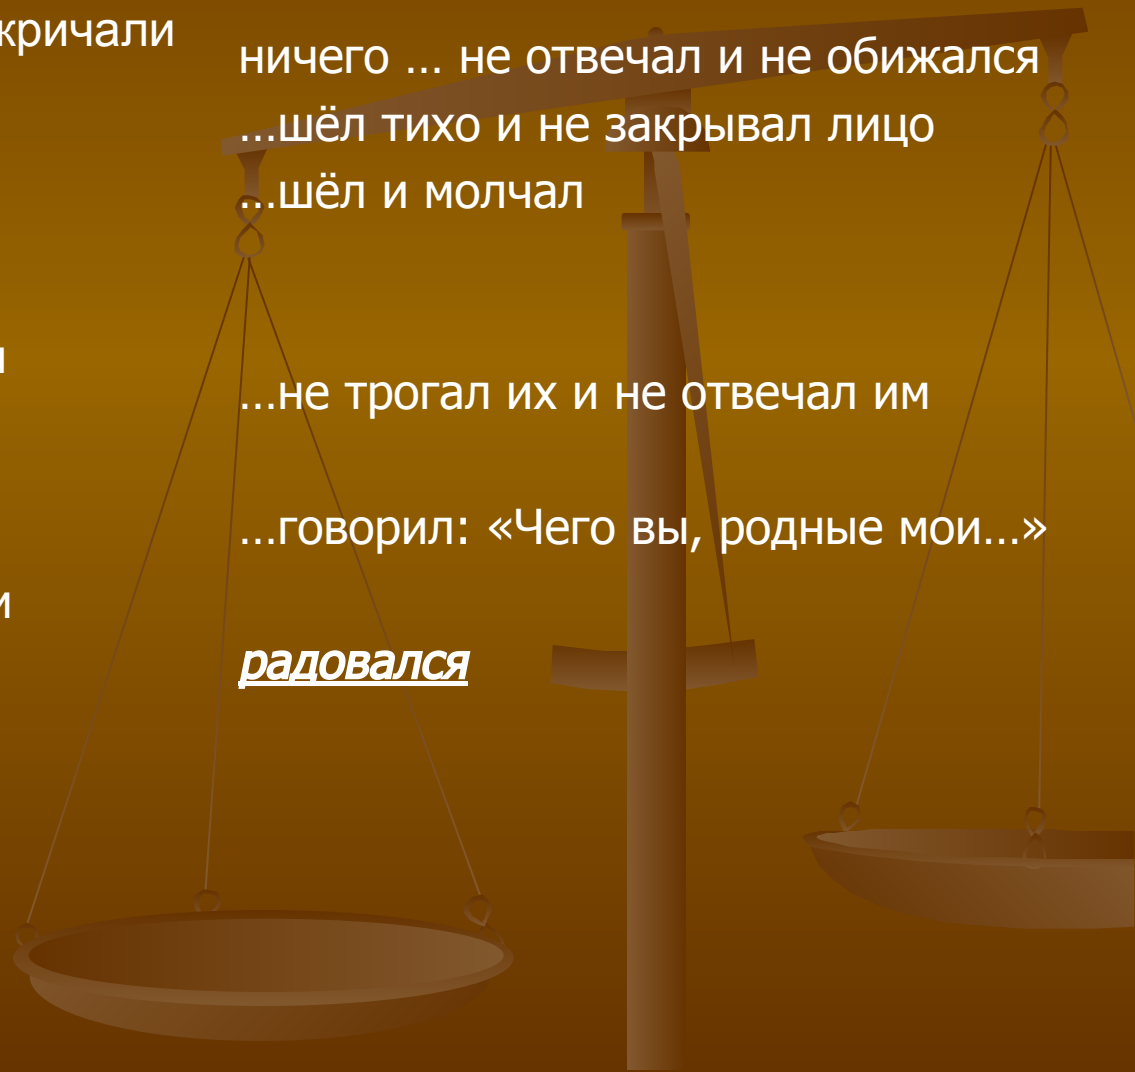 кричали
ничего ... не отвечал и не обижался
...шёл тихо и не закрывал лицо
...шёл и молчал
...не трогал их и не отвечал им
...говорил: «Чего вы, родные мои...»
и
радовался